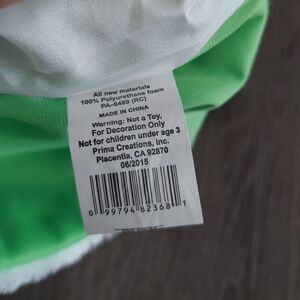 All new materials
100% Polyurethane foam
PA-6489 (RC)
MADE IN CHINA
Warning: Not a Toy,
For Decoration Only
Not for children under age 3
Prima Creations, Inc.
Placentia, CA 92870
06/2015
0 99794 82368 1